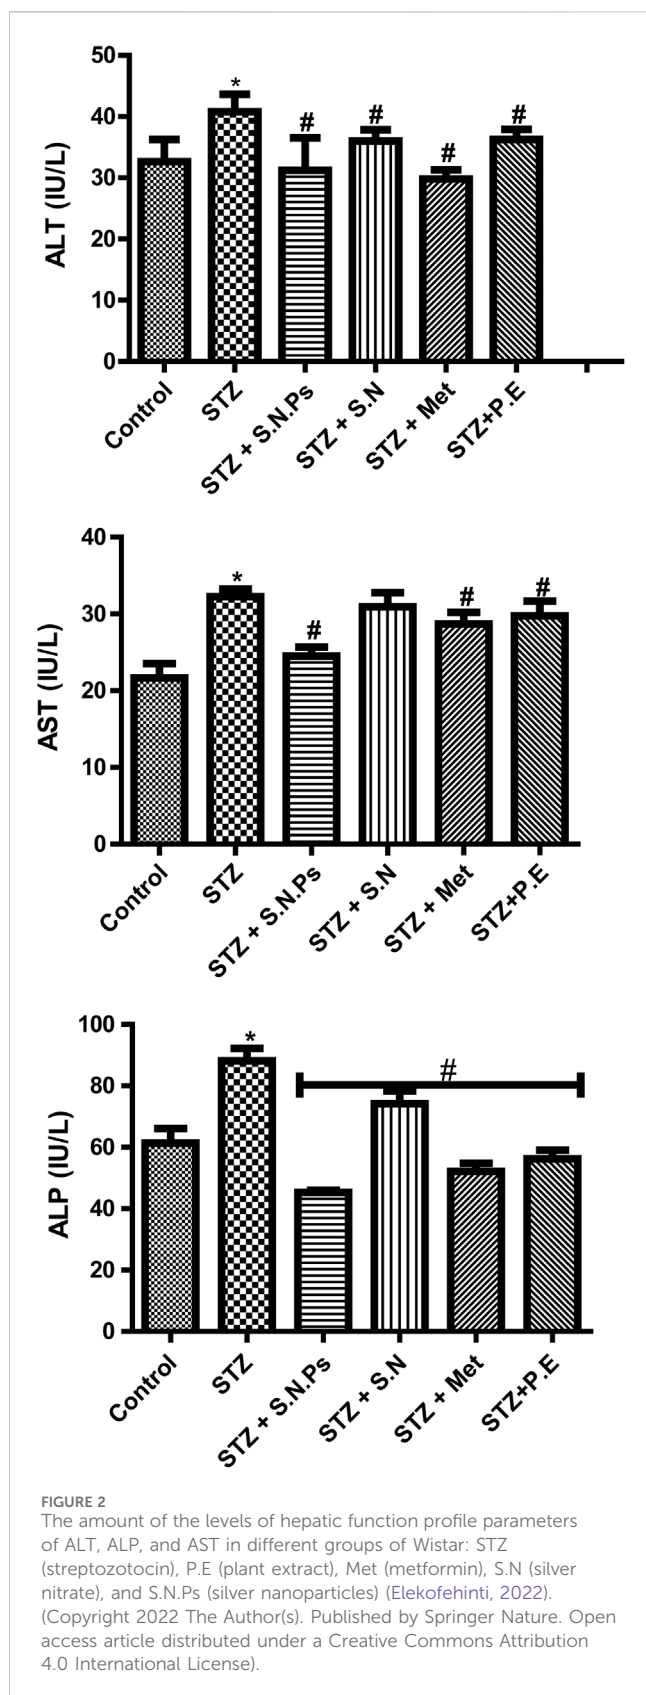 50
40
30
20
10
0
ALT (IU/L)
*
#
#
#
#
Control
STZ
STZ + S.N.Ps
STZ + S.N
STZ + Met
STZ+P.E
40
30
20
10
0
AST (IU/L)
*
#
#
#
Control
STZ
STZ + S.N.Ps
STZ + S.N
STZ + Met
STZ+P.E
100
80
60
40
20
0
ALP (IU/L)
*
#
Control
STZ
STZ + S.N.Ps
STZ + S.N
STZ + Met
STZ+P.E
FIGURE 2
The amount of the levels of hepatic function profile parameters
of ALT, ALP, and AST in different groups of Wistar: STZ
(streptozotocin), P.E (plant extract), Met (metformin), S.N (silver
nitrate), and S.N.Ps (silver nanoparticles) (Elekofehinti, 2022).
(Copyright 2022 The Author(s). Published by Springer Nature. Open
access article distributed under a Creative Commons Attribution
4.0 International License).